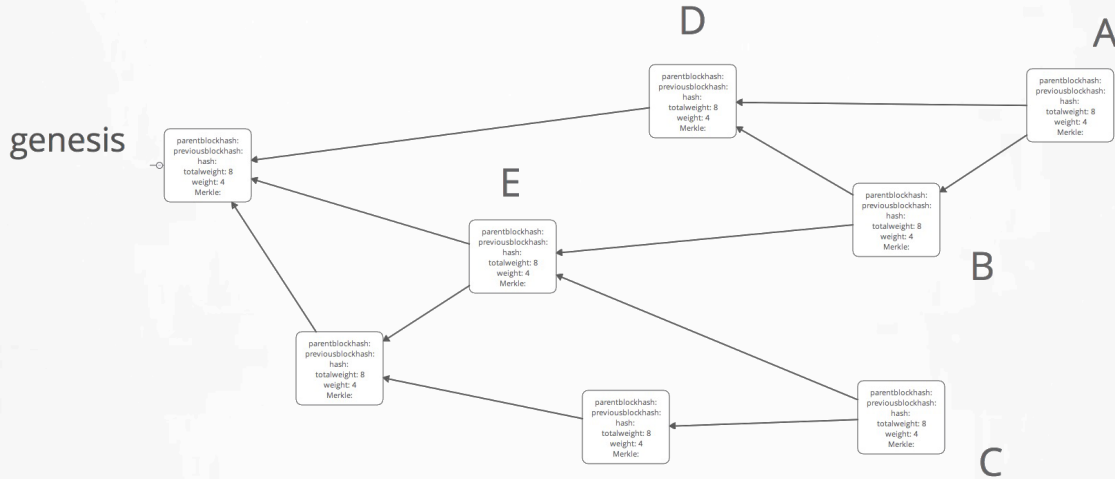 D
A
parentblockhash:
previousblockhash:
hash:
totalweight: 8
weight: 4
Merkle:
parentblockhash:
previousblockhash:
hash:
totalweight: 8
weight: 4
Merkle:
genesis
parentblockhash:
previousblockhash:
hash:
totalweight: 8
weight: 4
Merkle:
E
parentblockhash:
previousblockhash:
hash:
totalweight: 8
weight: 4
Merkle:
B
parentblockhash:
previousblockhash:
hash:
totalweight: 8
weight: 4
Merkle:
parentblockhash:
previousblockhash:
hash:
totalweight: 8
weight: 4
Merkle:
parentblockhash:
previousblockhash:
hash:
totalweight: 8
weight: 4
Merkle:
parentblockhash:
previousblockhash:
hash:
totalweight: 8
weight: 4
Merkle:
C